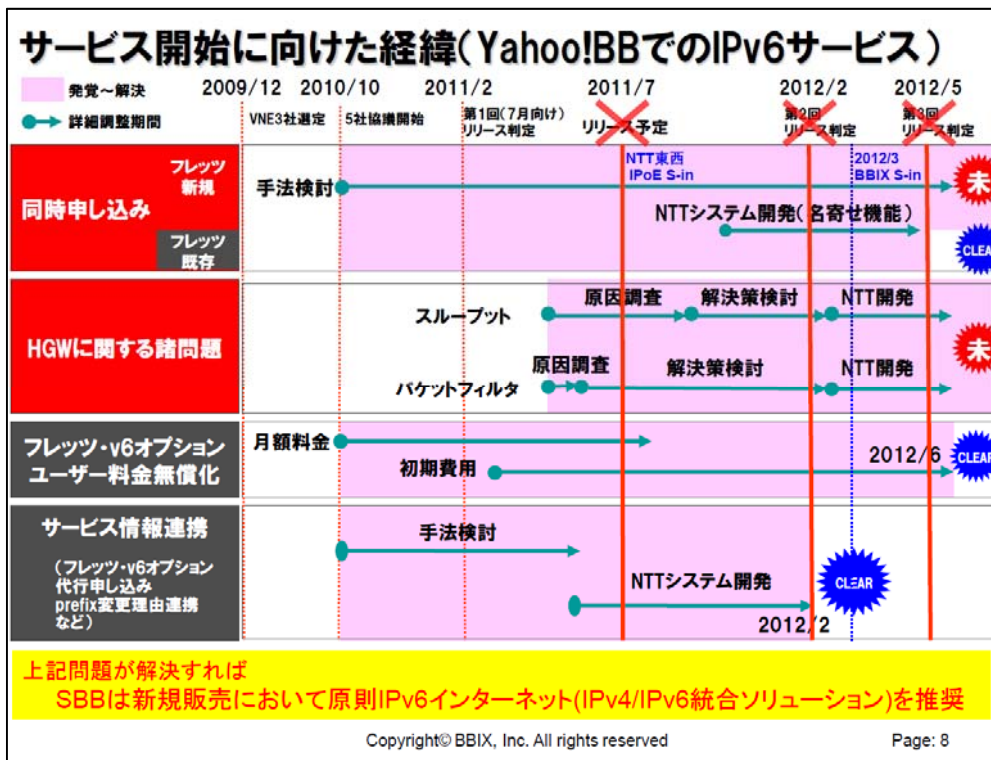 サービス開始に向けた経緯(Yahoo!BBでのIPv6サービス)
発覚~解決
詳細調整期間
2009/12
2010/10
2011/2
2011/7
2012/2
2012/5
VNE3社選定
5社協議開始
第1回(7月向け)
リリース判定
リリース予定
第2回
リリース判定
第3回
リリース判定
NTT東西
IPoE S-in
2012/3
BBIX S-in
同時申し込み
フレッツ
新規
フレッツ
既存
手法検討
NTTシステム開発(名寄せ機能)
未
CLEAR
HGWに関する諸問題
スループット
原因調査
解決策検討
NTT開発
パケットフィルタ
原因調査
解決策検討
NTT開発
未
フレッツ・v6オプション
ユーザー料金無償化
月額料金
初期費用
2012/6
CLEAR
サービス情報連携
(フレッツ・v6オプション
代行申し込み
prefix変更理由連携
など)
手法検討
NTTシステム開発
2012/2
CLEAR
上記問題が解決すれば
SBBは新規販売において原則IPv6インターネット(IPv4/IPv6統合ソリューション)を推奨
Copyright© BBIX, Inc. All rights reserved
Page: 8